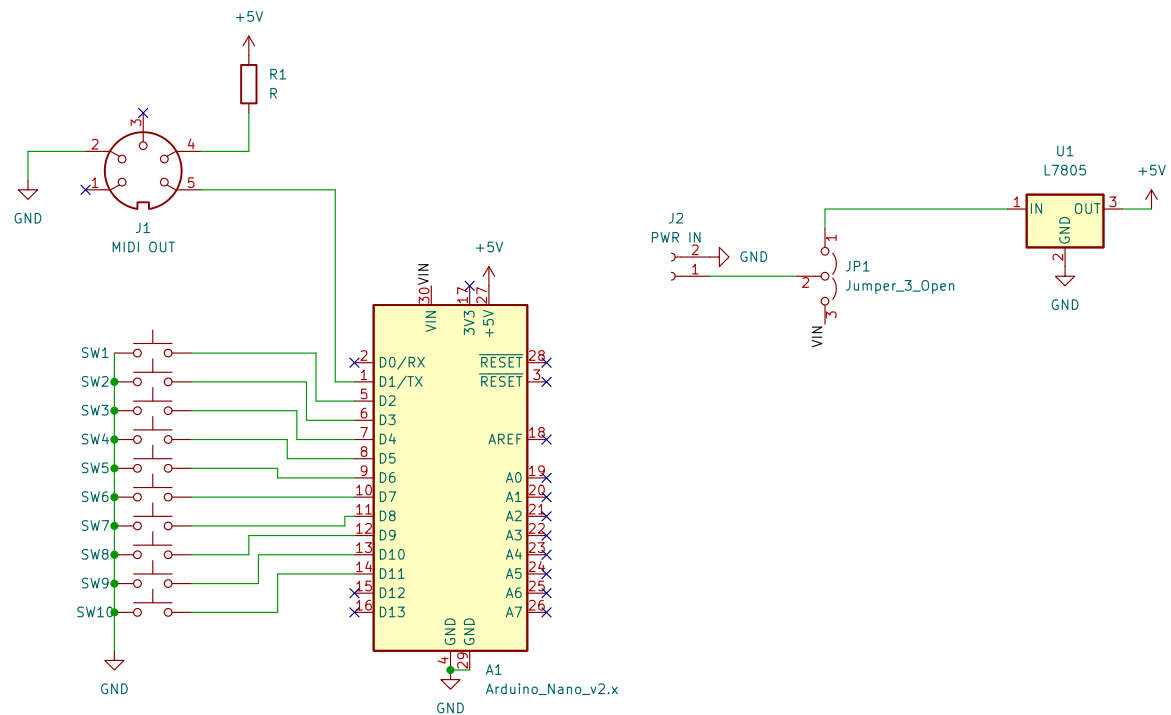 +5V
R1
R
3
2
4
1
5
GND
J1
MIDI OUT
U1
L7805
+5V
1
IN
OUT
3
GND
2
GND
J2
PWR IN
2
GND
1
1
2
JP1
Jumper_3_Open
3
VIN
+5V
VIN
30
17
27
VIN
3V3
+5V
SW1
SW2
SW3
SW4
SW5
SW6
SW7
SW8
SW9
SW10
GND
2 D0/RX
1 D1/TX
5 D2
6 D3
7 D4
8 D5
9 D6
10 D7
11 D8
12 D9
13 D10
14 D11
15 D12
16 D13
RESET 28
RESET 3
AREF 18
A0 19
A1 20
A2 21
A3 22
A4 23
A5 24
A6 25
A7 26
GND
GND
4
29
GND
A1
Arduino_Nano_v2.x